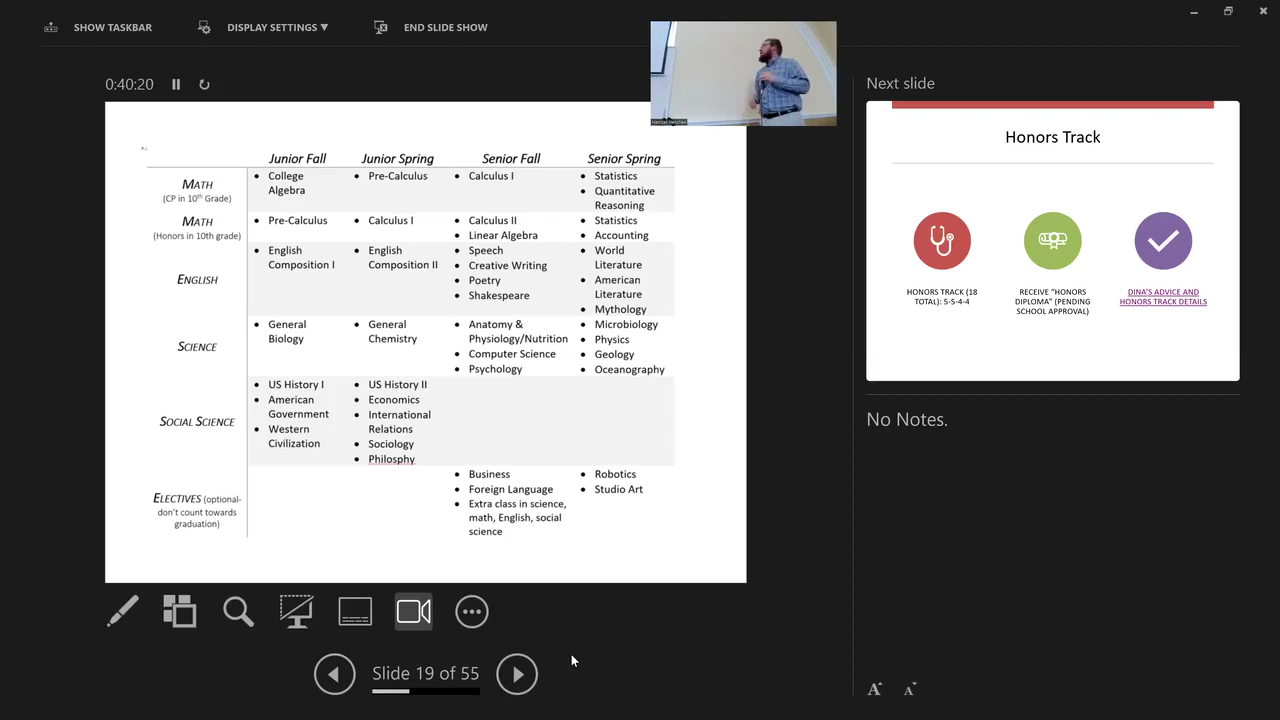 SHOW TASKBAR DISPLAY SETTINGS ▼ END SLIDE SHOW
0:40:20
Next slide
Junior Fall Junior Spring Senior Fall Senior Spring
MATH
(CP in 10th Grade)
• College
Algebra
• Pre-Calculus
• Calculus I
• Statistics
• Quantitative
Reasoning
MATH
(Honors in 10th grade)
• Pre-Calculus
• Calculus I
• Calculus II
• Linear Algebra
• Statistics
• Accounting
ENGLISH
• English
Composition I
• English
Composition II
• Speech
• Creative Writing
• Poetry
• Shakespeare
• World
Literature
• American
Literature
• Mythology
SCIENCE
• General
Biology
• General
Chemistry
• Anatomy &
Physiology/Nutrition
• Computer Science
• Psychology
• Microbiology
• Physics
• Geology
• Oceanography
SOCIAL SCIENCE
• US History I
• American
Government
• Western
Civilization
• US History II
• Economics
• International
Relations
• Sociology
• Philosphy
ELECTIVES (optional-
don't count towards
graduation)
• Business
• Foreign Language
• Extra class in science,
math, English, social
science
• Robotics
• Studio Art
Honors Track
HONORS TRACK (18
TOTAL): 5-5-4-4
RECEIVE “HONORS
DIPLOMA” (PENDING
SCHOOL APPROVAL)
DINA'S ADVICE AND
HONORS TRACK DETAILS
No Notes.
Slide 19 of 55
A A